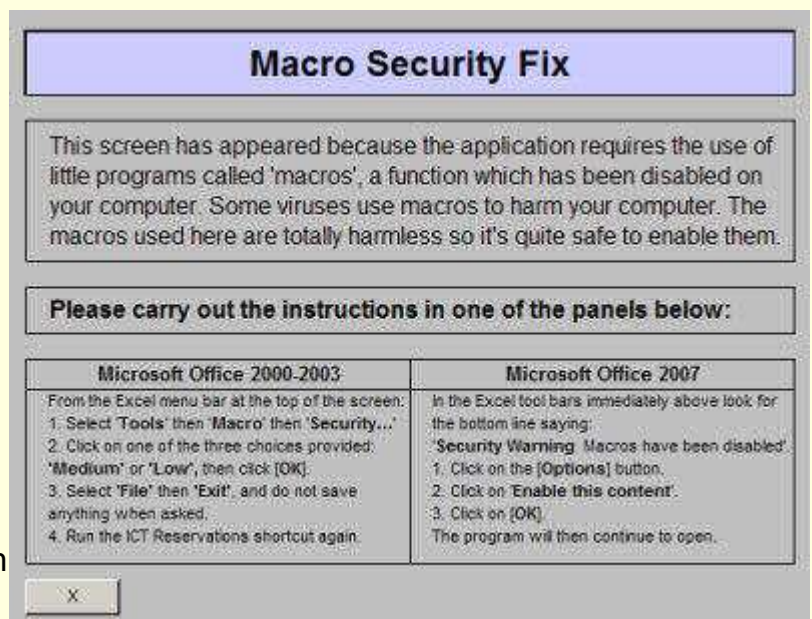 Macro Security Fix
This screen has appeared because the application requires the use of
little programs called 'macros', a function which has been disabled on
your computer. Some viruses use macros to harm your computer. The
macros used here are totally harmless so it's quite safe to enable them.
Please carry out the instructions in one of the panels below:
Microsoft Office 2000-2003
From the Excel menu bar at the top of the screen:
1. Select 'Tools' then 'Macro' then 'Security...'
2. Click on one of the three choices provided:
'Medium' or 'Low', then click [OK].
3. Select 'File' then 'Exit', and do not save
anything when asked.
4. Run the ICT Reservations shortcut again.
Microsoft Office 2007
In the Excel tool bars immediately above look for
the bottom line saying:
'Security Warning Macros have been disabled'
1. Click on the [Options] button.
2. Click on 'Enable this content'.
3. Click on [OK].
The program will then continue to open.
X